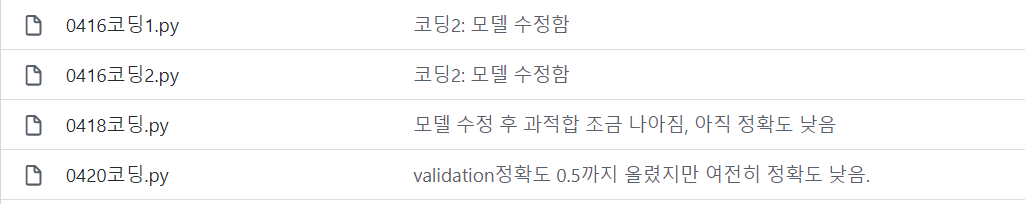 0416코딩1.py 코딩2: 모델 수정함
0416코딩2.py 코딩2: 모델 수정함
0418코딩.py 모델 수정 후 과적합 조금 나아짐, 아직 정확도 낮음
0420코딩.py validation정확도 0.5까지 올렸지만 여전히 정확도 낮음.